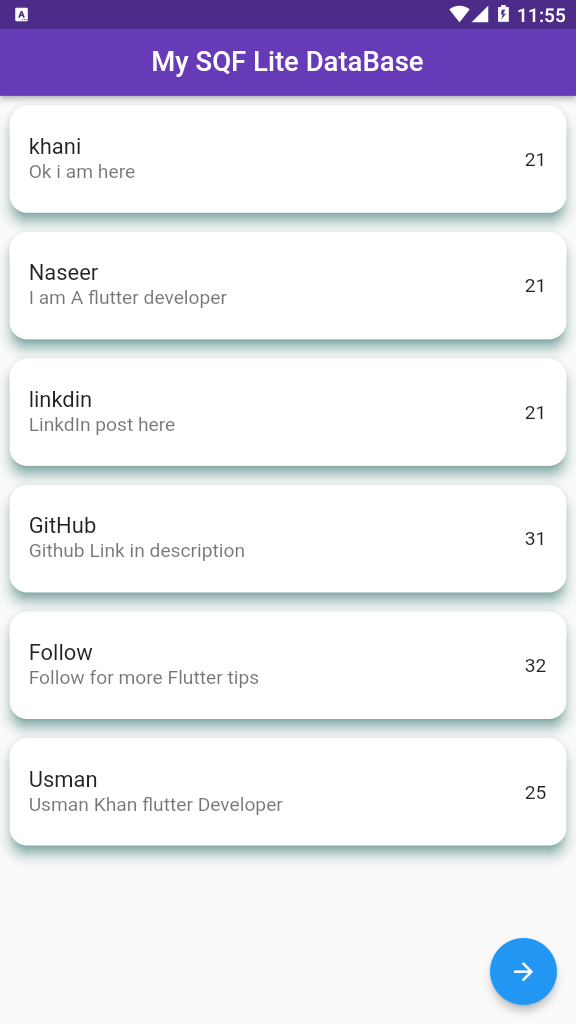 11:55
My SQF Lite DataBase
khani
Ok i am here
21
Naseer
I am A flutter developer
21
linkdin
LinkdIn post here
21
GitHub
Github Link in description
31
Follow
Follow for more Flutter tips
32
Usman
Usman Khan flutter Developer
25